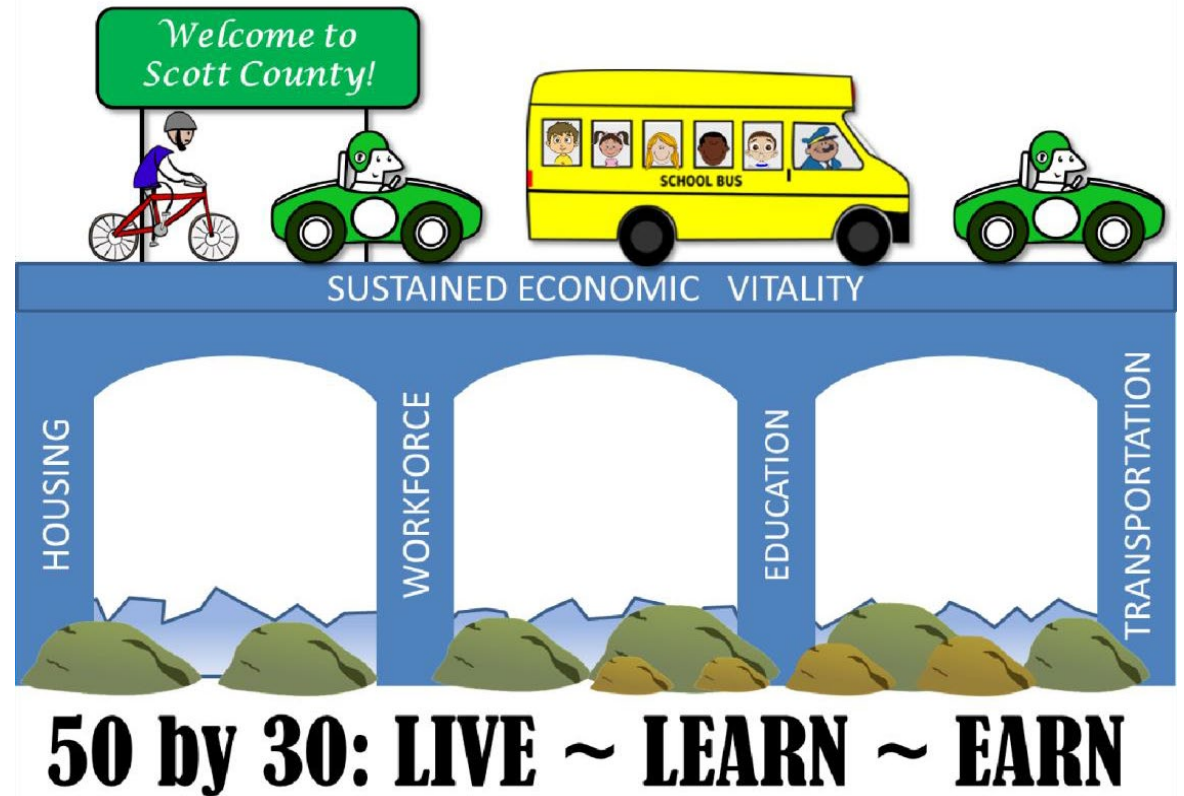 Welcome to
Scott County!
SCHOOL BUS
SUSTAINED ECONOMIC VITALITY
HOUSING
WORKFORCE
EDUCATION
TRANSPORTATION
50 by 30: LIVE ~ LEARN ~ EARN